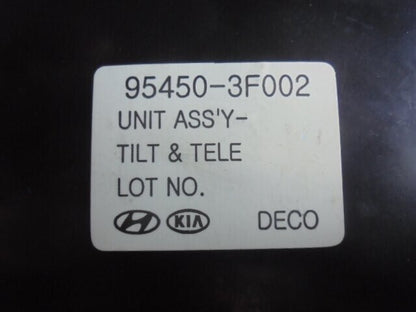 95450-3F002
UNIT ASS'Y-
TILT & TELE
LOT NO.
KIA DECO